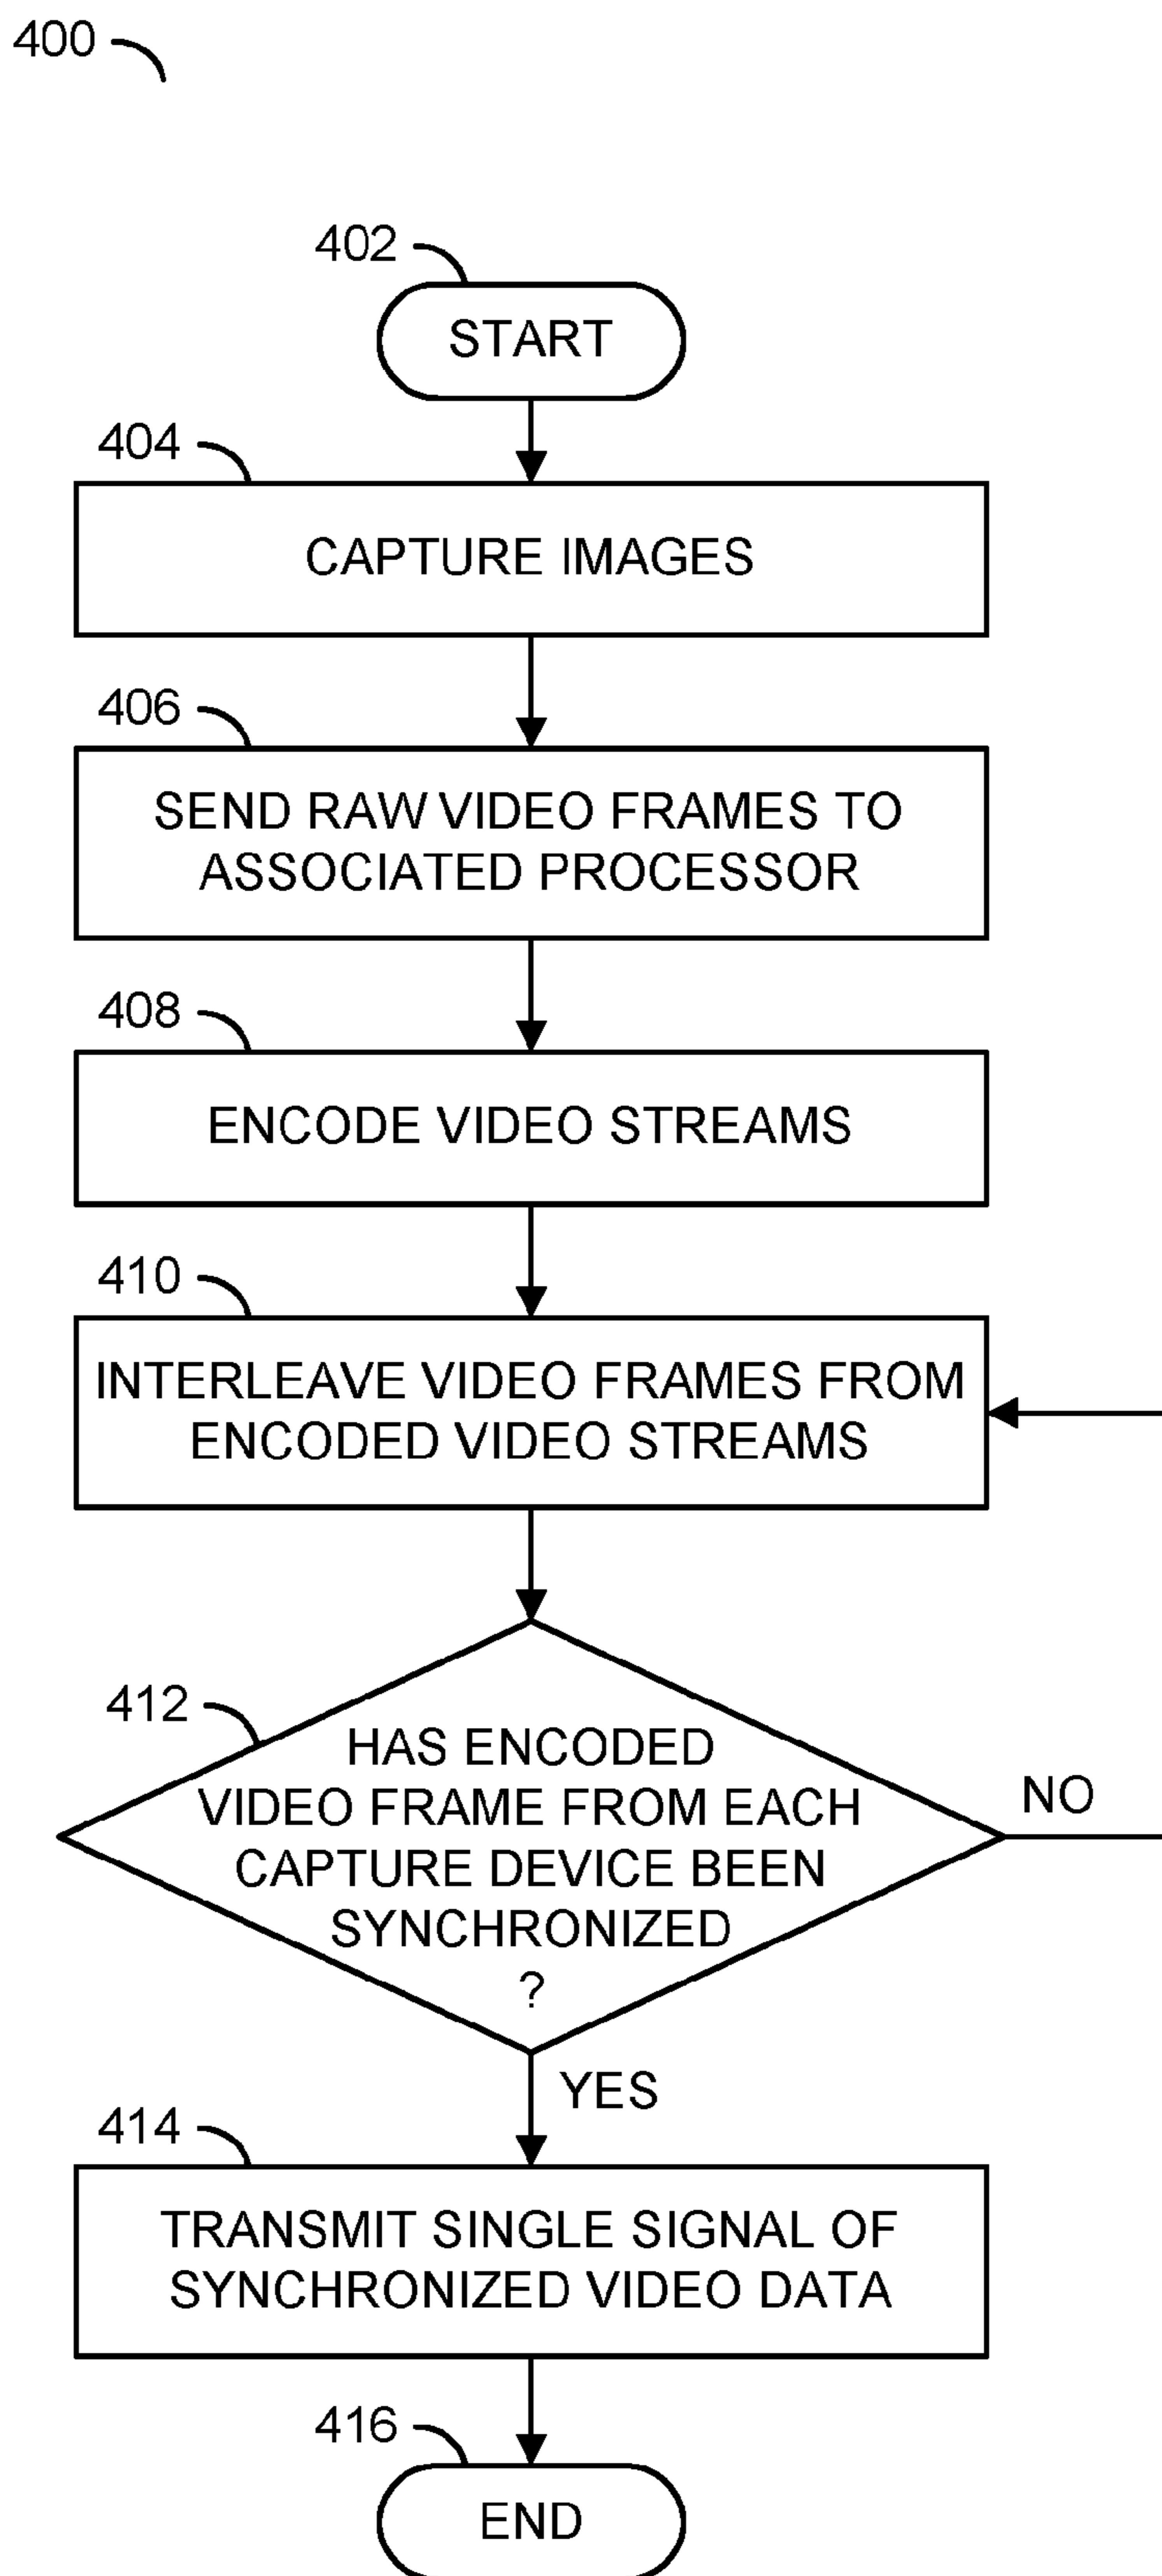 400
402
START
404
CAPTURE IMAGES
406
SEND RAW VIDEO FRAMES TO
ASSOCIATED PROCESSOR
408
ENCODE VIDEO STREAMS
410
INTERLEAVE VIDEO FRAMES FROM
ENCODED VIDEO STREAMS
412
HAS ENCODED
VIDEO FRAME FROM EACH
CAPTURE DEVICE BEEN
SYNCHRONIZED
?
NO
YES
414
TRANSMIT SINGLE SIGNAL OF
SYNCHRONIZED VIDEO DATA
416
END